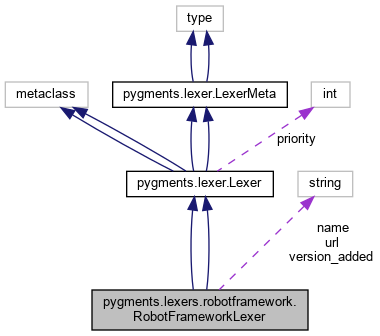 type
metaclass
pygments.lexer.LexerMeta
int
priority
pygments.lexer.Lexer
string
name
url
version_added
pygments.lexers.robotframework.
RobotFrameworkLexer